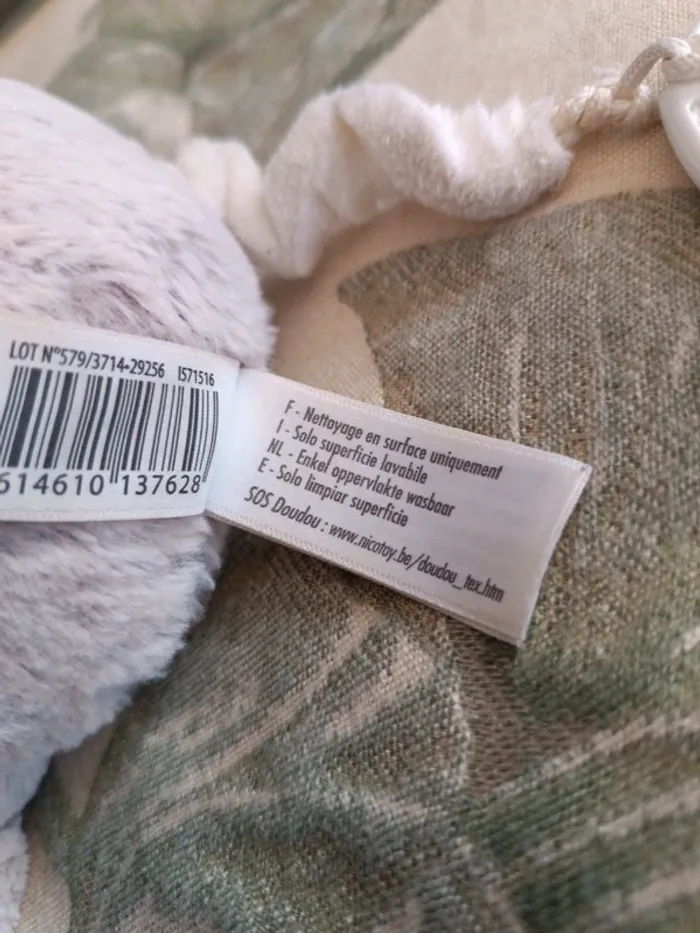 LOT N°579/3714-29256 I571516
614610 137628
F - Nettoyage en surface uniquement
I - Solo superficie lavabile
NL - Enkel oppervlakte wasbaar
E - Solo limpiar superficie
SOS Doudou : www.nicotoy.be/doudou_tex.htm